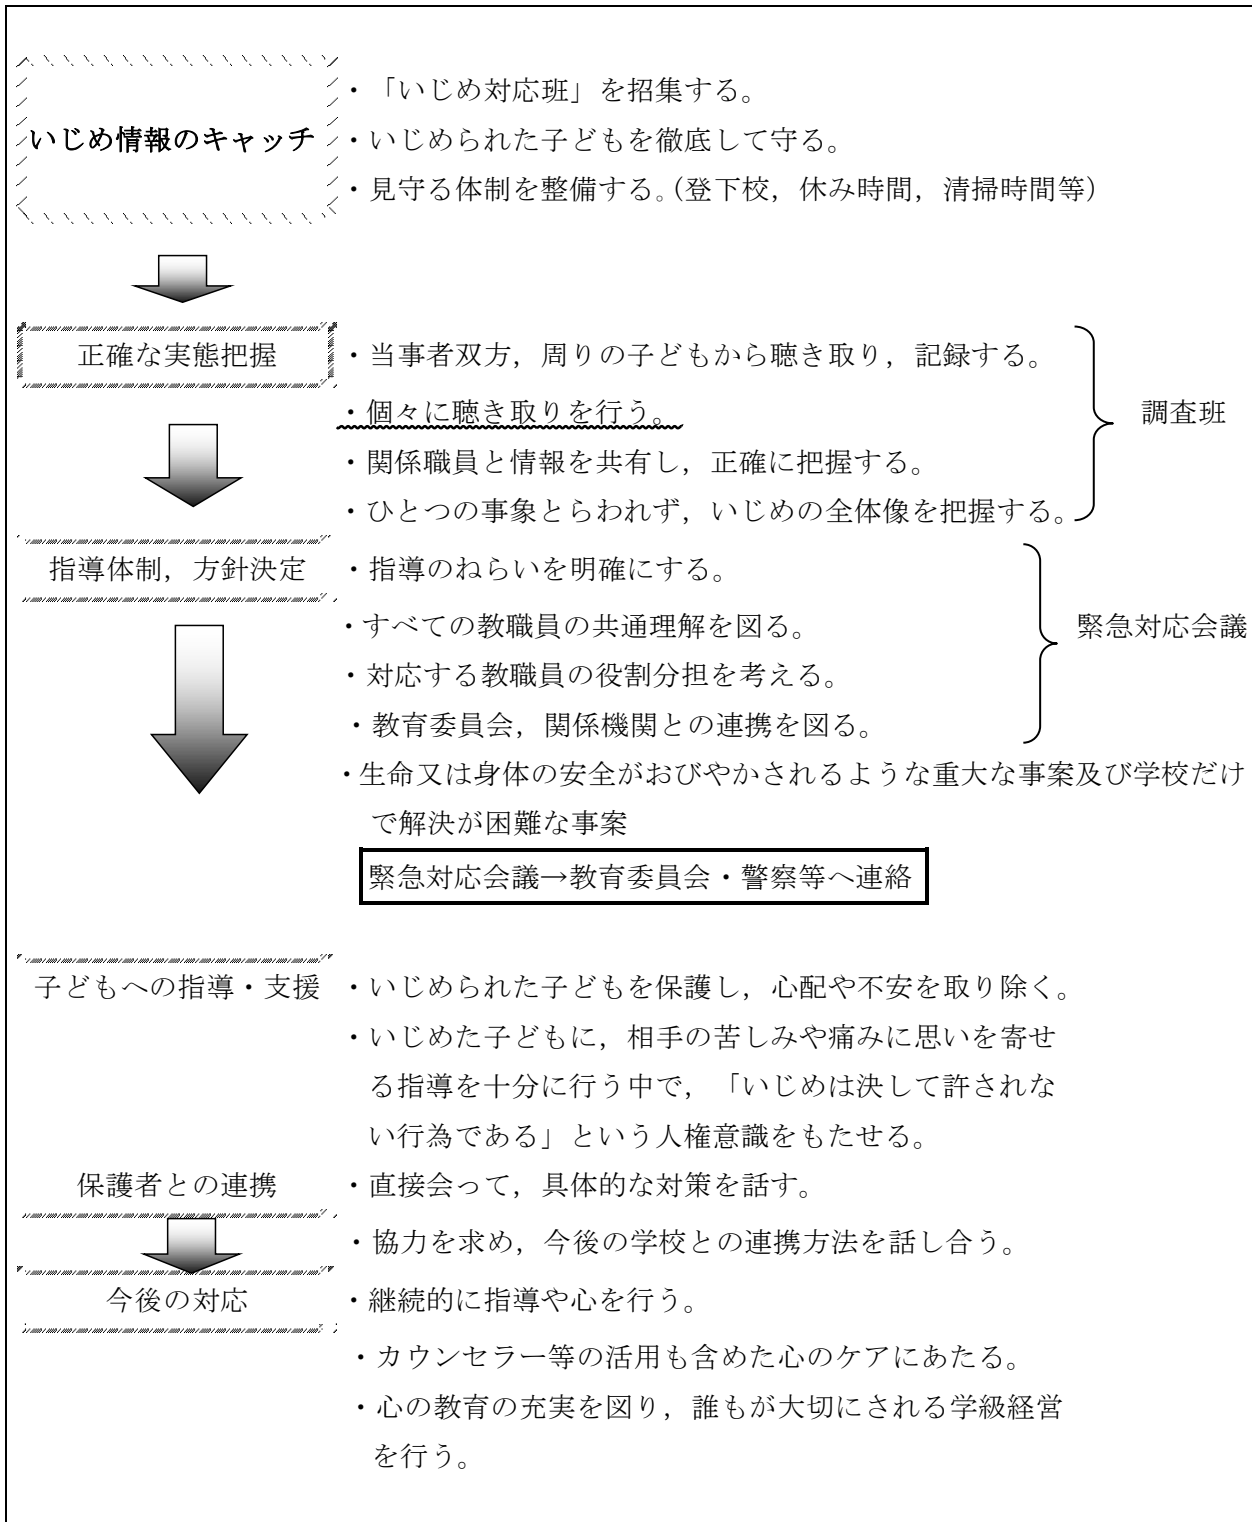 ・「いじめ対応班」を招集する。
いじめ情報のキャッチ ・いじめられた子どもを徹底して守る。
・見守る体制を整備する。（登下校，休み時間，清掃時間等）
正確な実態把握 ・当事者双方，周りの子どもから聴き取り，記録する。
・個々に聴き取りを行う。 調査班
・関係職員と情報を共有し，正確に把握する。
・ひとつの事象とらわれず，いじめの全体像を把握する。
指導体制，方針決定 ・指導のねらいを明確にする。
・すべての教職員の共通理解を図る。 緊急対応会議
・対応する教職員の役割分担を考える。
・教育委員会，関係機関との連携を図る。
・生命又は身体の安全がおびやかされるような重大な事案及び学校だけ
で解決が困難な事案
緊急対応会議→教育委員会・警察等へ連絡
子どもへの指導・支援 ・いじめられた子どもを保護し，心配や不安を取り除く。
・いじめた子どもに，相手の苦しみや痛みに思いを寄せ
る指導を十分に行う中で，「いじめは決して許されな
い行為である」という人権意識をもたせる。
保護者との連携 ・直接会って，具体的な対策を話す。
・協力を求め，今後の学校との連携方法を話し合う。
今後の対応 ・継続的に指導や心を行う。
・カウンセラー等の活用も含めた心のケアにあたる。
・心の教育の充実を図り，誰もが大切にされる学級経営
を行う。